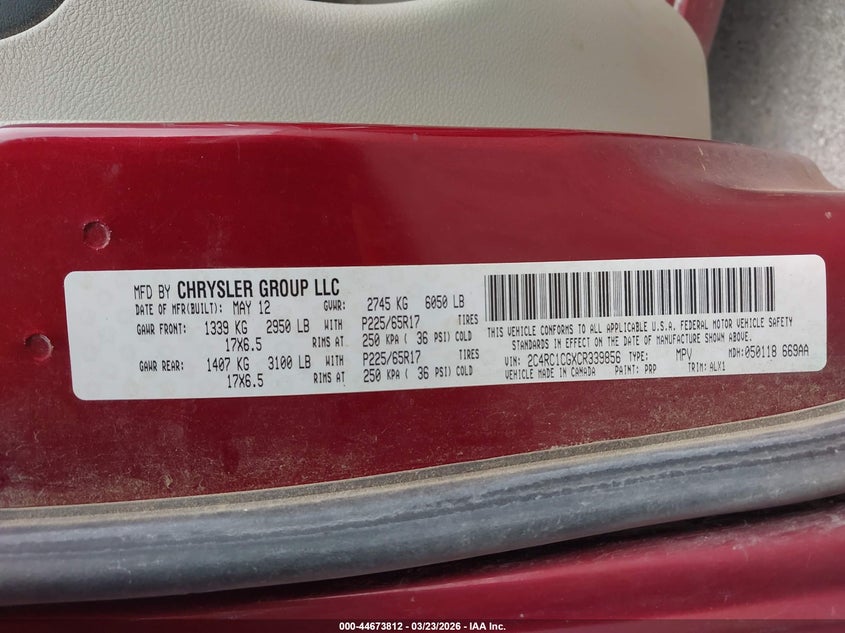 MFD BY CHRYSLER GROUP LLC
DATE OF MFR(BUILT): MAY 12 GVWR: 2745 KG 6050 LB
GAWR FRONT: 1339 KG 2950 LB WITH P225/65R17 TIRES
17X6.5 RIMS AT 250 KPA ( 36 PSI) COLD
GAWR REAR: 1407 KG 3100 LB WITH P225/65R17 TIRES
17X6.5 RIMS AT 250 KPA ( 36 PSI) COLD
THIS VEHICLE CONFORMS TO ALL APPLICABLE U.S.A. FEDERAL MOTOR VEHICLE SAFETY
STANDARDS IN EFFECT ON THE DATE OF MANUFACTURE SHOWN ABOVE.
VIN: 2C4RC1CGXCR339856 TYPE: MPV MDH: 050118 669AA
VEHICLE MADE IN CANADA PAINT: PRP TRIM: ALX1
000-44673812 — 03/23/2026 — IAA Inc.